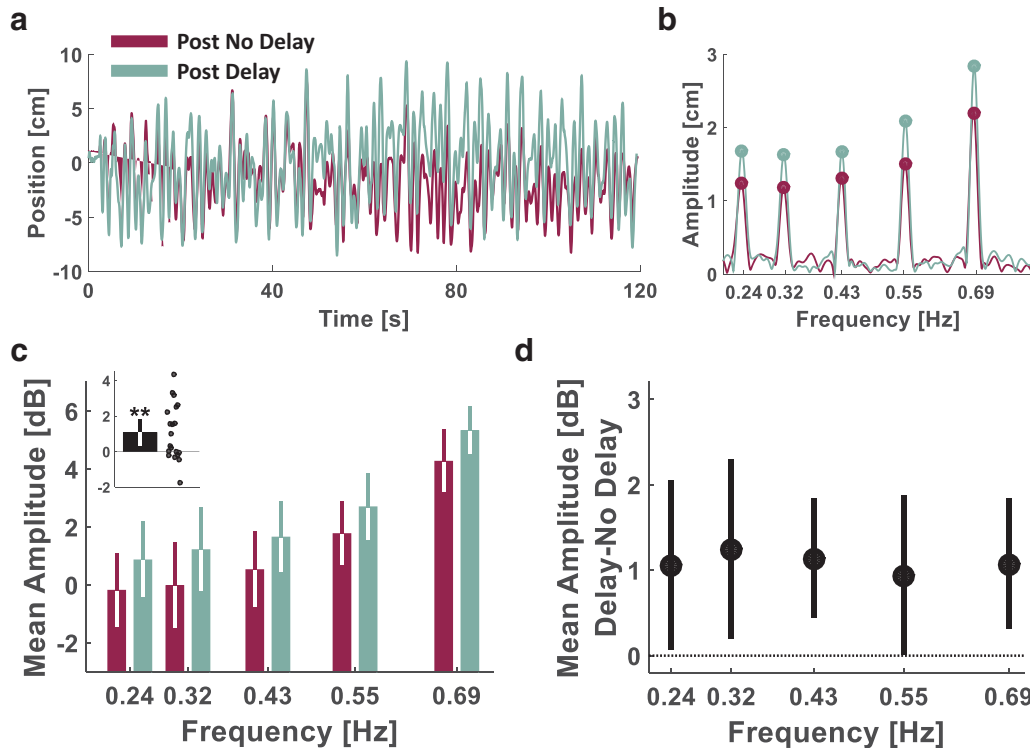 a
Post No Delay
Post Delay
Position [cm]
10
5
0
-5
-10
0
40
80
120
Time [s]
b
Amplitude [cm]
3
2
1
0
0.24
0.32
0.43
0.55
0.69
Frequency [Hz]
c
Mean Amplitude [dB]
6
4
2
0
-2
4
2
0
-2
**
0.24
0.32
0.43
0.55
0.69
Frequency [Hz]
d
Mean Amplitude [dB]
Delay-No Delay
3
2
1
0
0.24
0.32
0.43
0.55
0.69
Frequency [Hz]